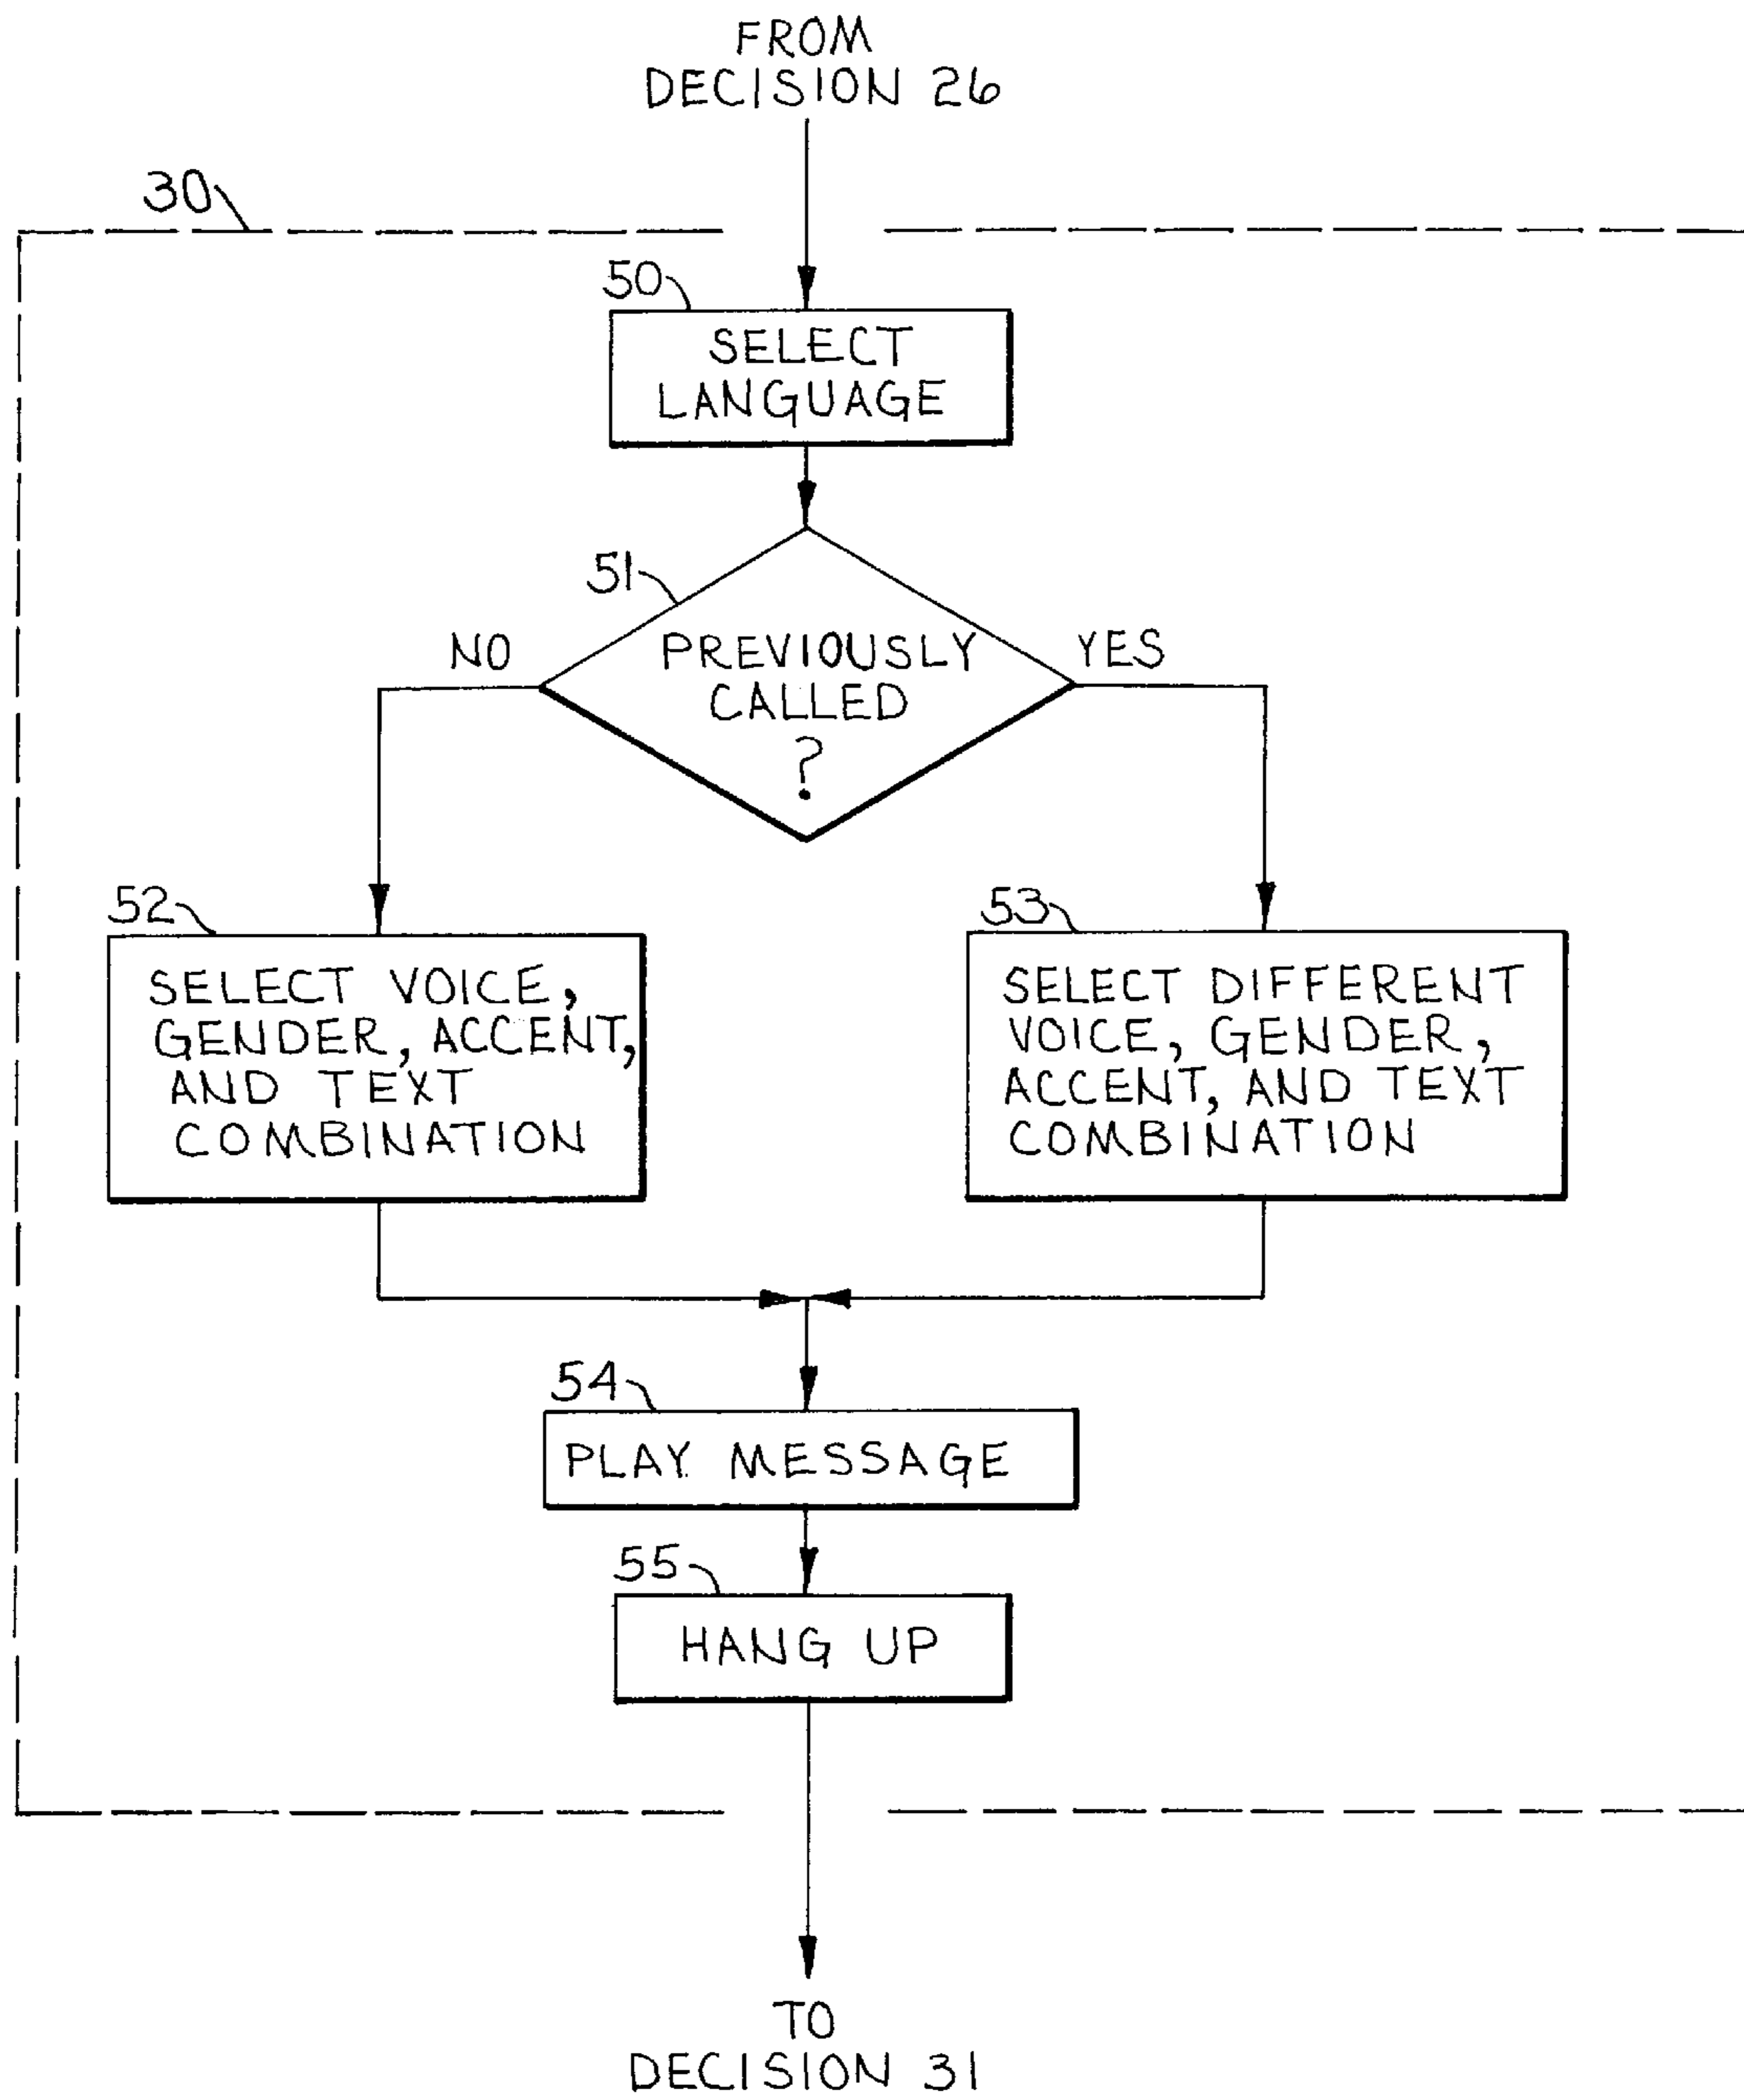 FROM
DECISION 26
30
50
SELECT
LANGUAGE
51
NO
PREVIOUSLY
CALLED
?
YES
52
SELECT VOICE,
GENDER, ACCENT,
AND TEXT
COMBINATION
53
SELECT DIFFERENT
VOICE, GENDER,
ACCENT, AND TEXT
COMBINATION
54
PLAY MESSAGE
55
HANG UP
TO
DECISION 31